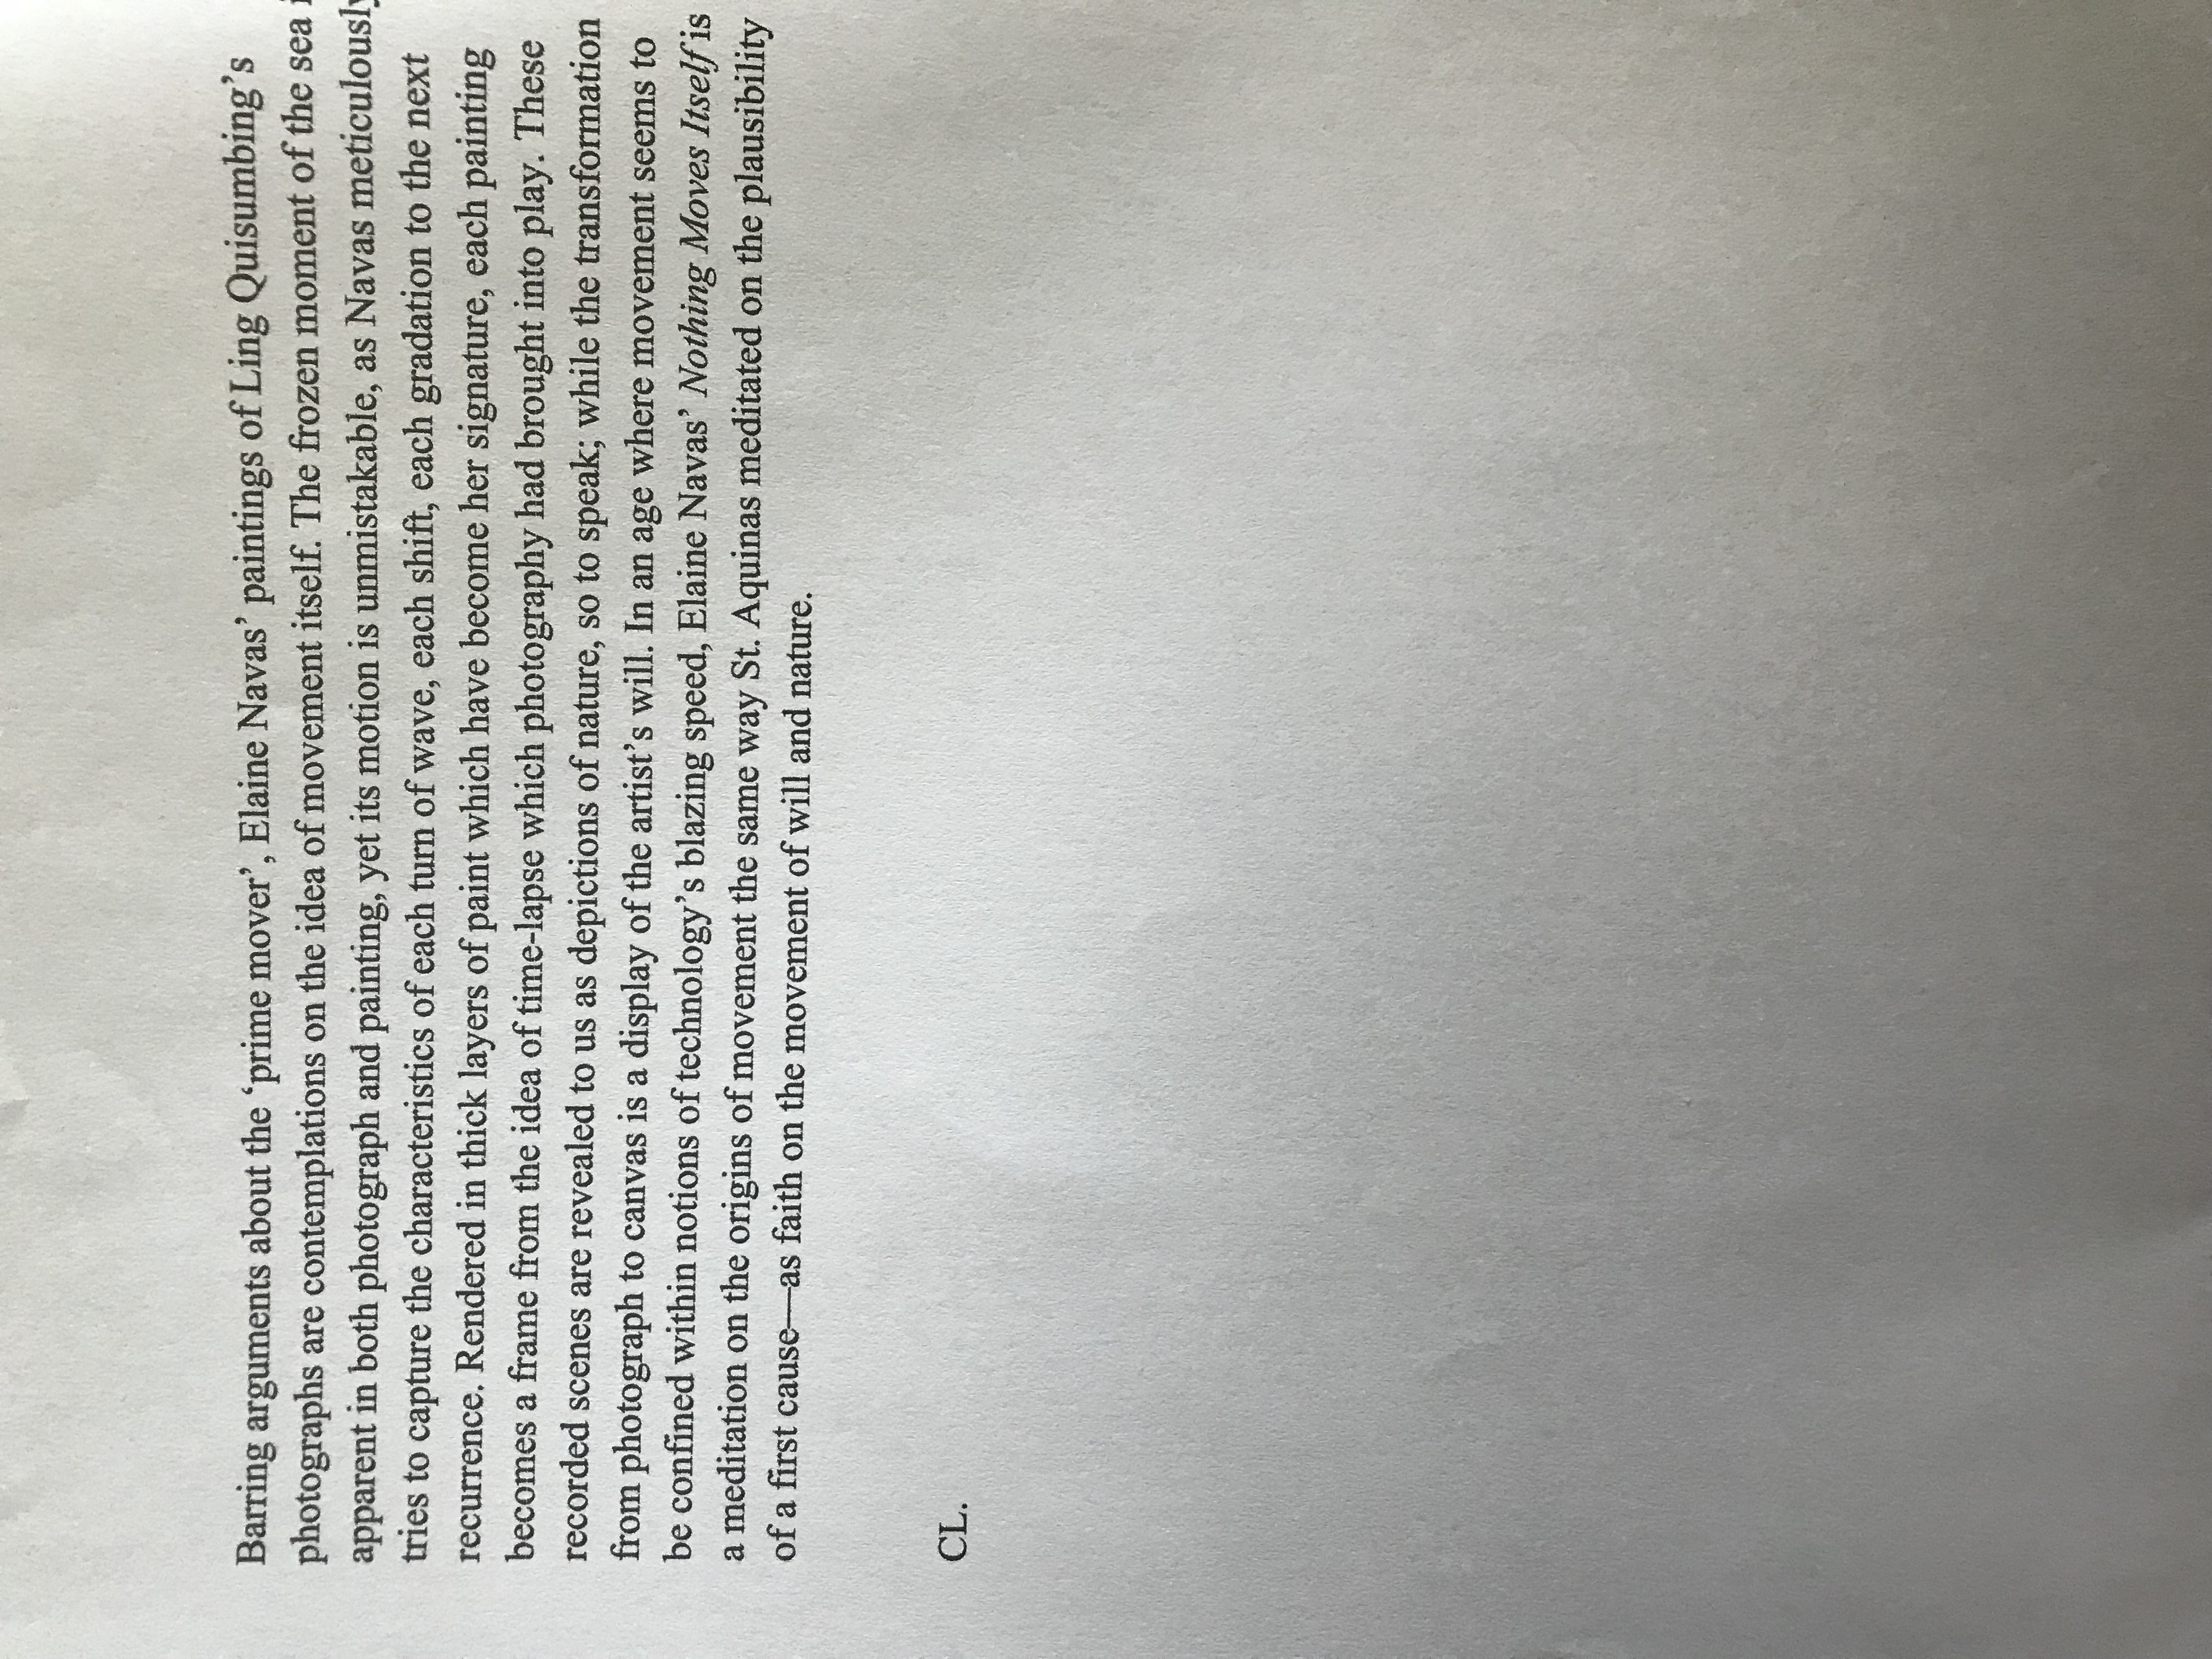 Barring arguments about the ‘prime mover’, Elaine Navas’ paintings of Ling Quisumbing’s
photographs are contemplations on the idea of movement itself. The frozen moment of the sea i
apparent in both photograph and painting, yet its motion is unmistakable, as Navas meticulously
tries to capture the characteristics of each turn of wave, each shift, each gradation to the next
recurrence. Rendered in thick layers of paint which have become her signature, each painting
becomes a frame from the idea of time-lapse which photography had brought into play. These
recorded scenes are revealed to us as depictions of nature, so to speak; while the transformation
from photograph to canvas is a display of the artist’s will. In an age where movement seems to
be confined within notions of technology’s blazing speed, Elaine Navas’ Nothing Moves Itself is
a meditation on the origins of movement the same way St. Aquinas meditated on the plausibility
of a first cause—as faith on the movement of will and nature.
CL.